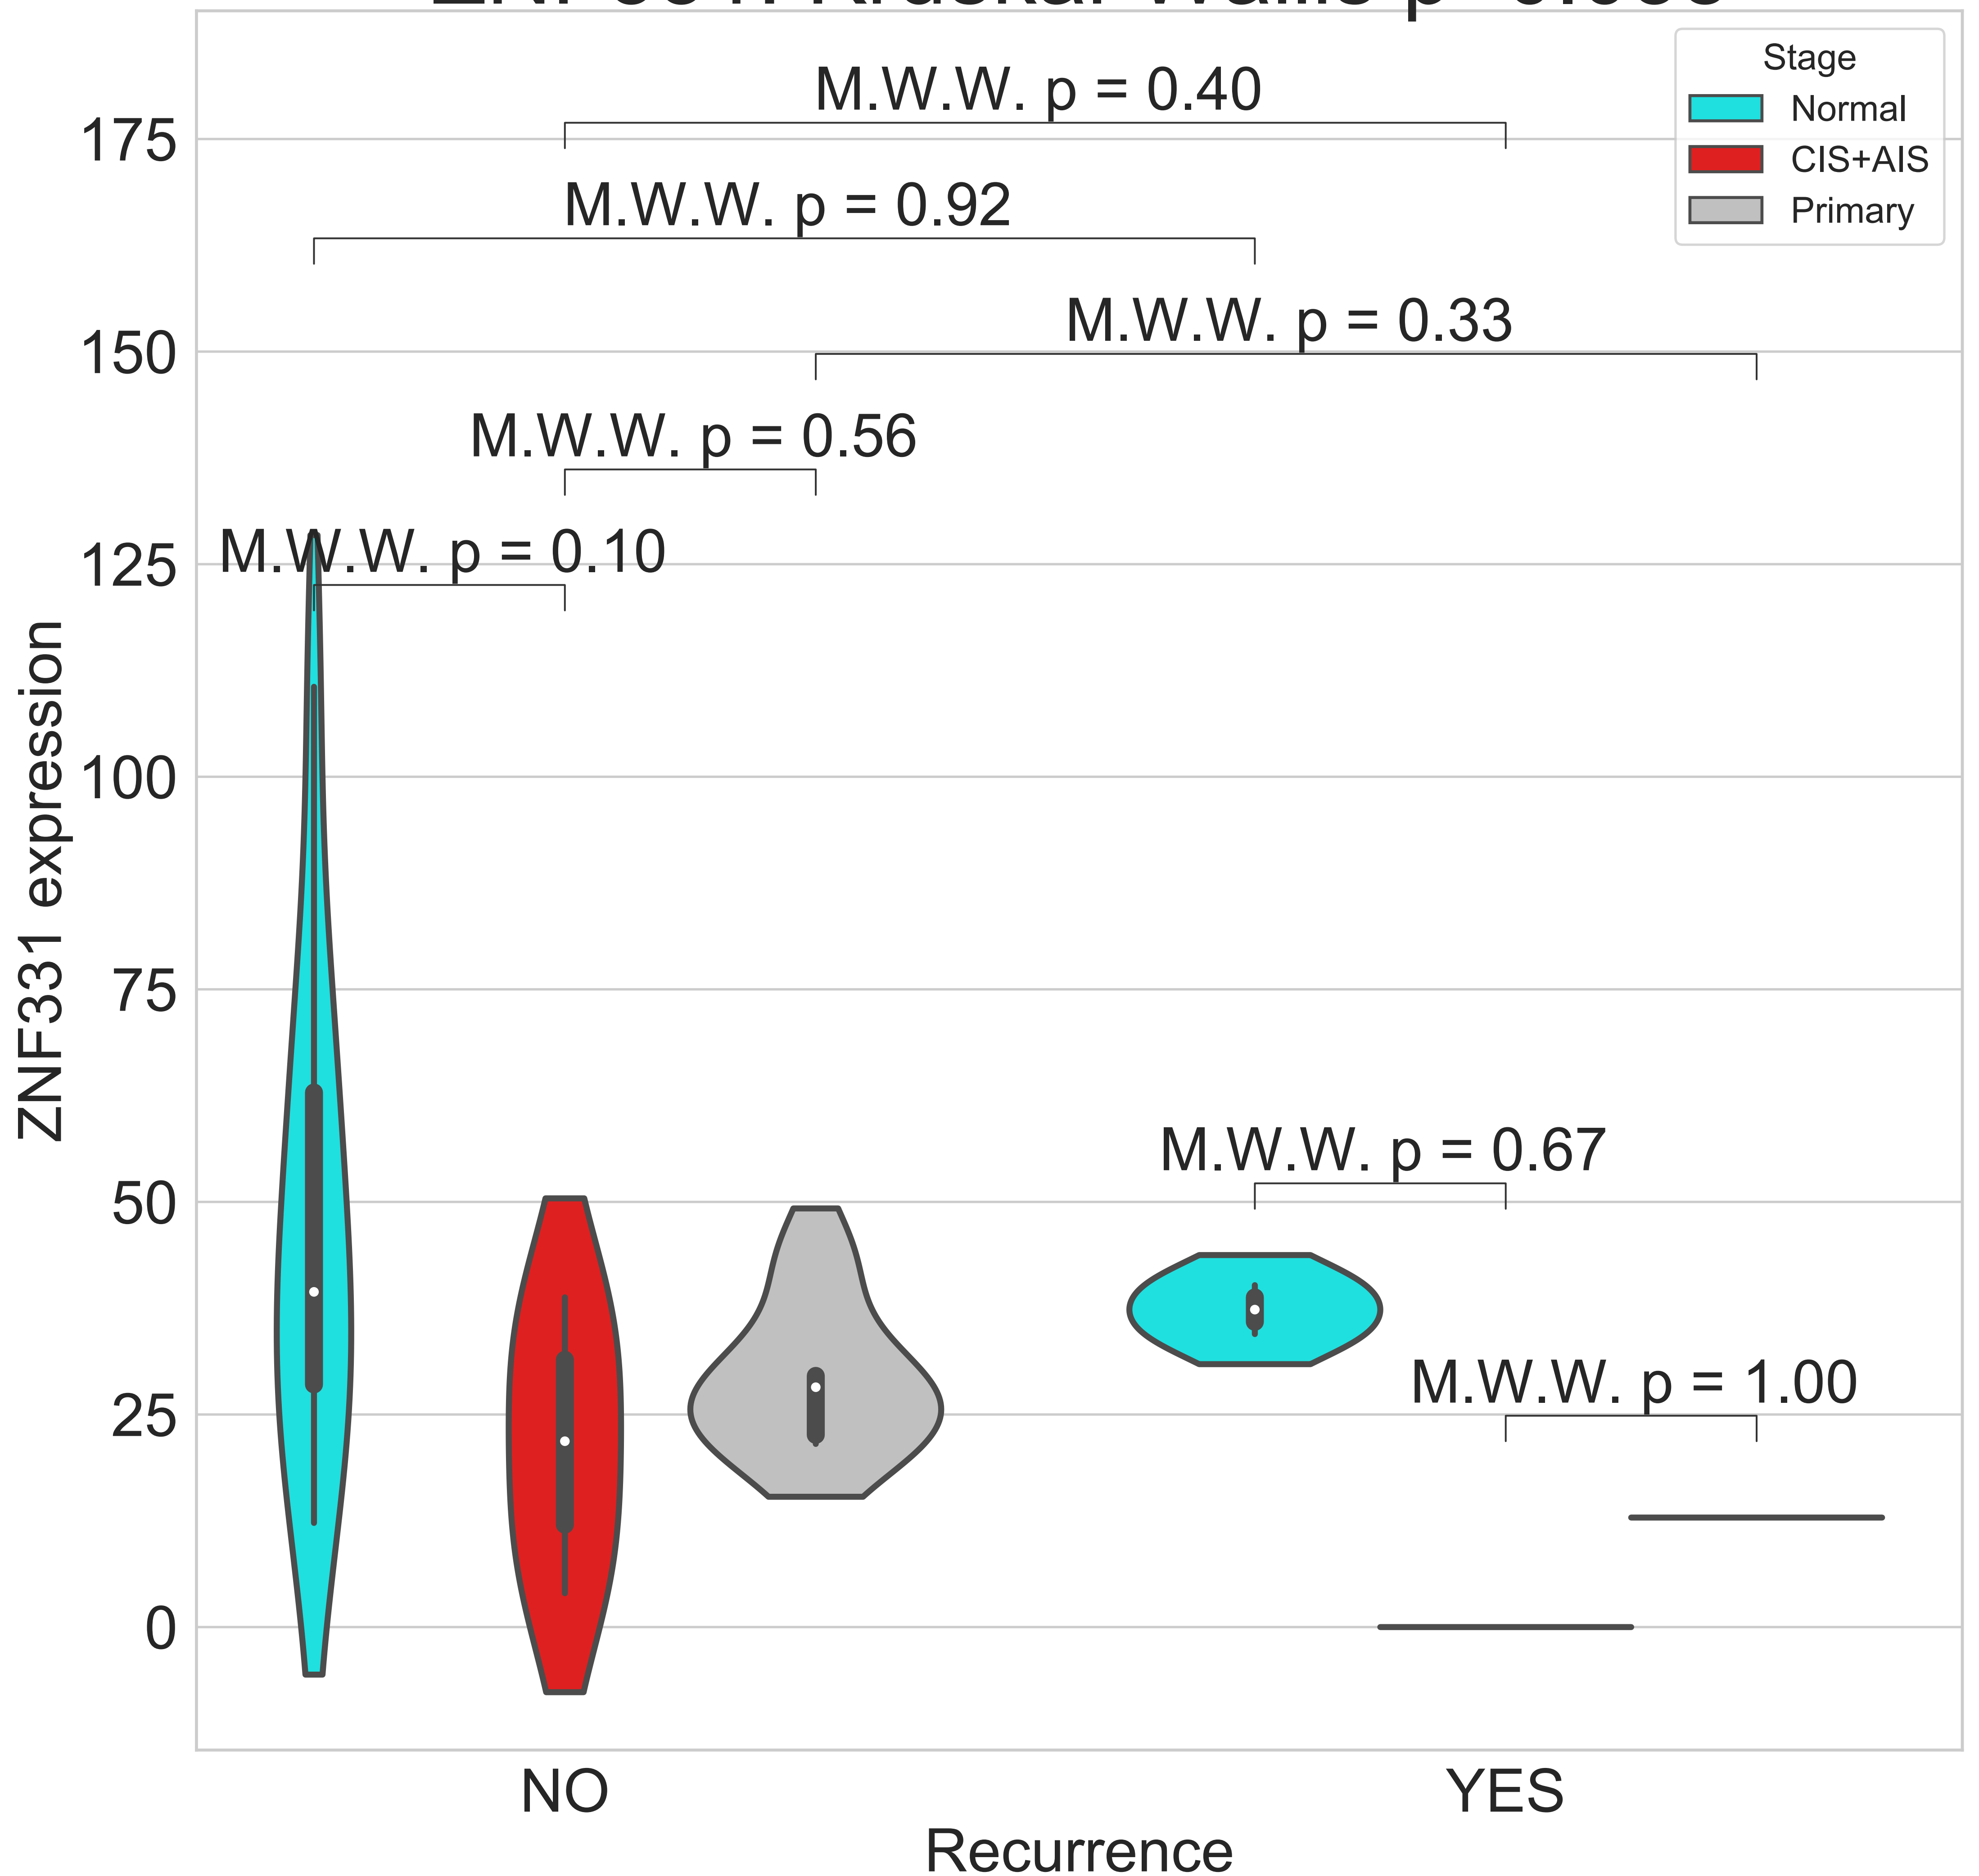 Stage
Normal
CIS+AIS
Primary
M.W.W. p = 0.40
M.W.W. p = 0.92
M.W.W. p = 0.33
M.W.W. p = 0.56
M.W.W. p = 0.10
M.W.W. p = 0.67
M.W.W. p = 1.00
175
150
125
100
75
50
25
0
ZNF331 expression
NO
YES
Recurrence